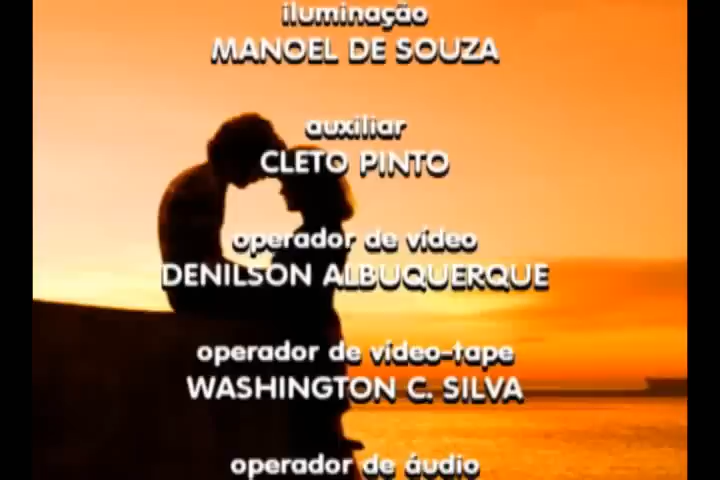 iluminação
MANOEL DE SOUZA
auxiliar
CLETO PINTO
operador de vídeo
DENILSON ALBUQUERQUE
operador de vídeo-tape
WASHINGTON C. SILVA
operador de áudio